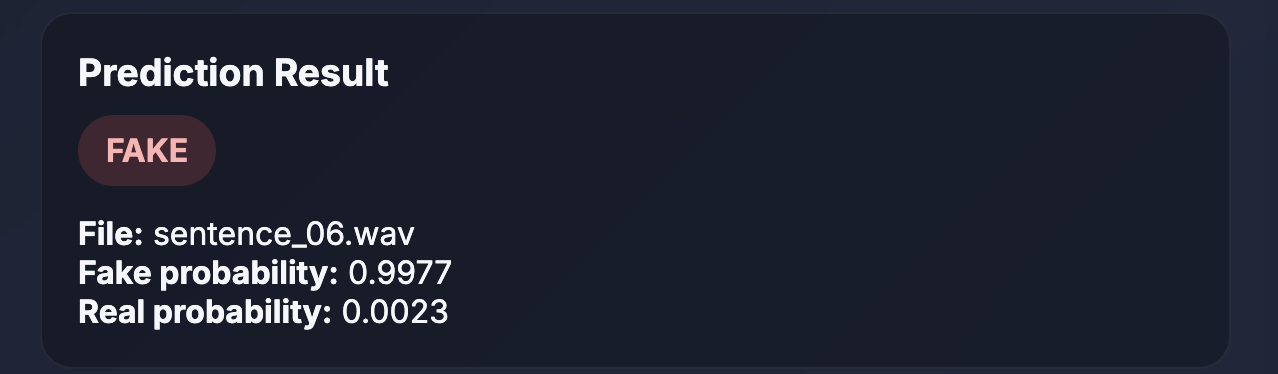 Prediction Result
FAKE
File: sentence_06.wav
Fake probability: 0.9977
Real probability: 0.0023